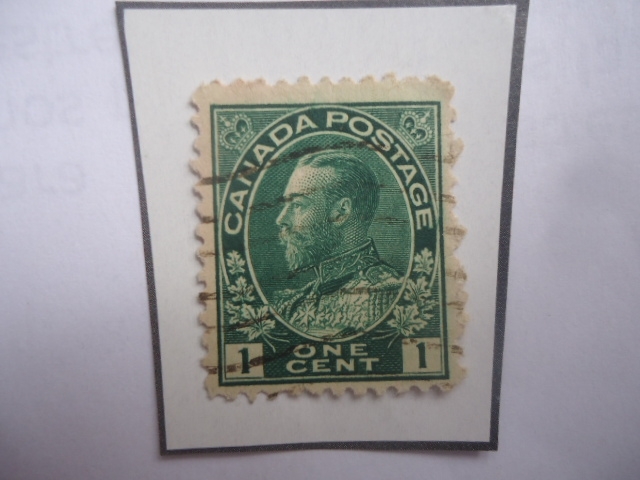 CANADA POSTAGE
1 ONE 1
CENT